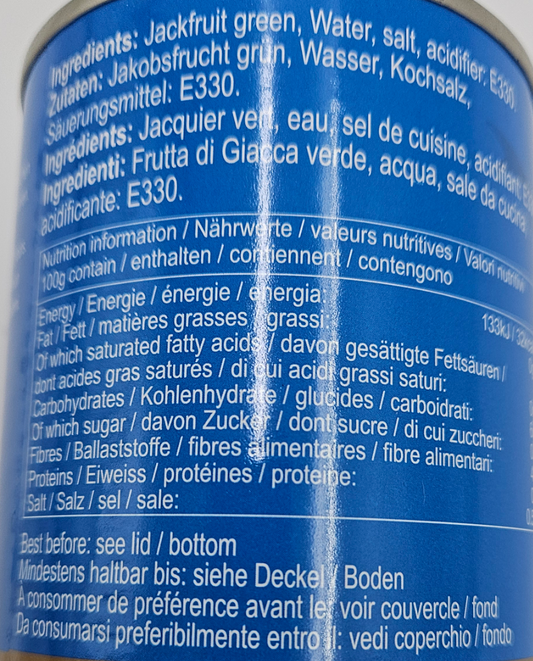 Ingredients: Jackfruit green, Water, salt, acidifier: E330.
Zutaten: Jakobsfrucht grün, Wasser, Kochsalz,
Säuerungsmittel: E330.
Ingrédients: Jacquier vert, eau, sel de cuisine, acidifiant:
Ingredienti: Frutta di Giacca verde, acqua, sale da cucina
acidificante: E330.
Nutrition information / Nährwerte / valeurs nutritives / Valori nutritivi
100g contain / enthalten / contiennent / contengono
Energy / Energie / énergie / energia: 133kJ /
Fat / Fett / matières grasses / grassi:
Of which saturated fatty acids / davon gesättigte Fettsäuren /
dont acides gras saturés / di cui acidi grassi saturi:
Carbohydrates / Kohlenhydrate / glucides / carboidrati:
Of which sugar / davon Zucker / dont sucre / di cui zuccheri:
Fibres / Ballaststoffe / fibres alimentaires / fibre alimentari:
Proteins / Eiweiss / protéines / proteine:
Salt / Salz / sel / sale:
Best before: see lid / bottom
Mindestens haltbar bis: siehe Deckel / Boden
A consommer de préférence avant le: voir couvercle / fond
Da consumarsi preferibilmente entro il: vedi coperchio / fondo